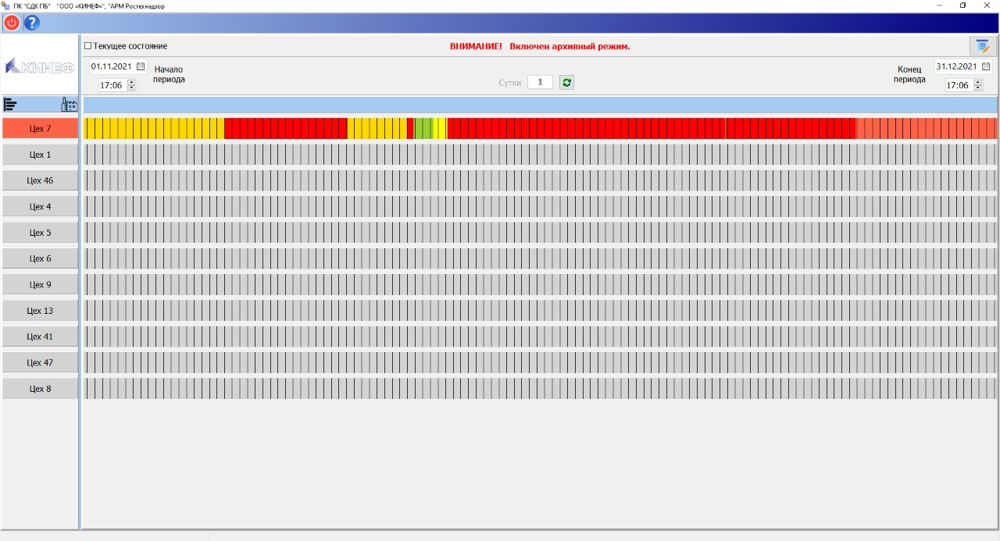 ПК "СДК ПБ" "ООО «КИНЕФ»", "АРМ Ростехнадзор
?
Текущее состояние
ВНИМАНИЕ! Включен архивный режим.
КИНЕФ
01.11.2021
17:06
Начало
периода
Сутки 1
Конец
периода
31.12.2021
17:06
Цех 7
Цех 1
Цех 46
Цех 4
Цех 5
Цех 6
Цех 9
Цех 13
Цех 41
Цех 47
Цех 8